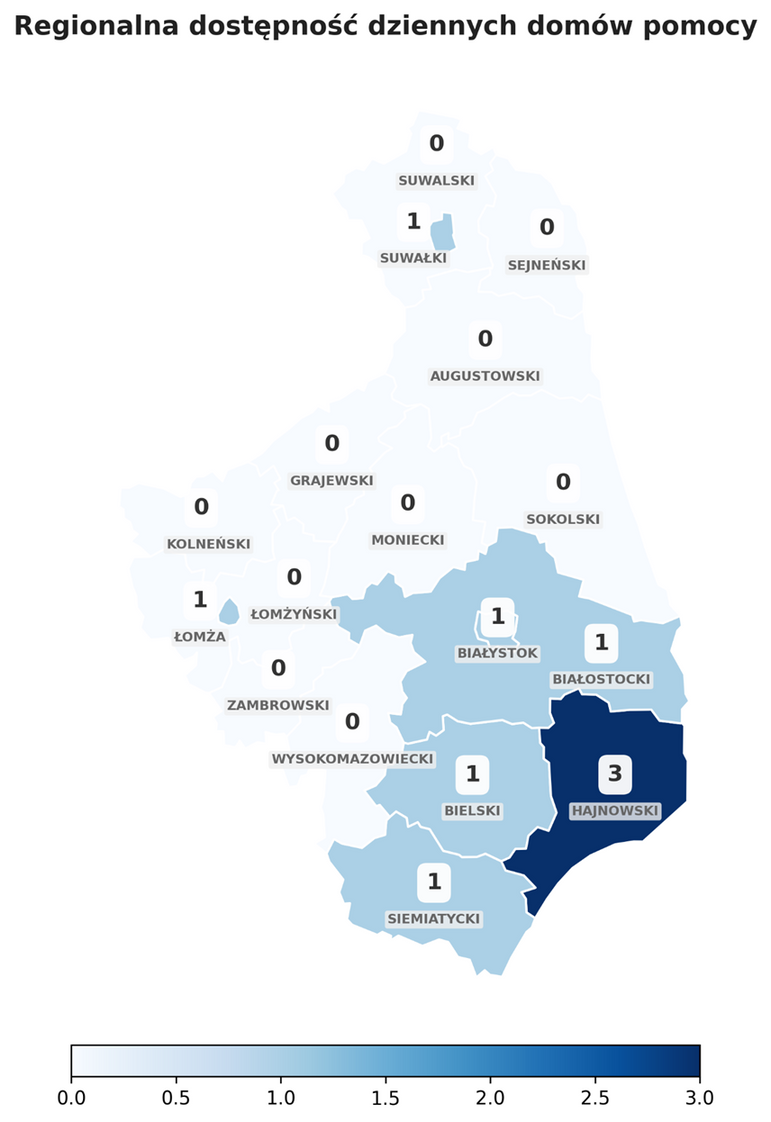 Regionalna dostępność dziennych domów pomocy
0
SUWALSKI
1
SUWAŁKI
0
SEJNEŃSKI
0
AUGUSTOWSKI
0
GRAJEWSKI
0
SOKOLSKI
0
MONIECKI
0
KOLNEŃSKI
0
ŁOMŻYŃSKI
1
ŁOMŻA
1
BIAŁYSTOK
1
BIAŁOSTOCKI
0
ZAMBROWSKI
0
WYSOKOMAZOWIECKI
1
BIELSKI
3
HAJNOWSKI
1
SIEMIATYCKI
0.0 0.5 1.0 1.5 2.0 2.5 3.0